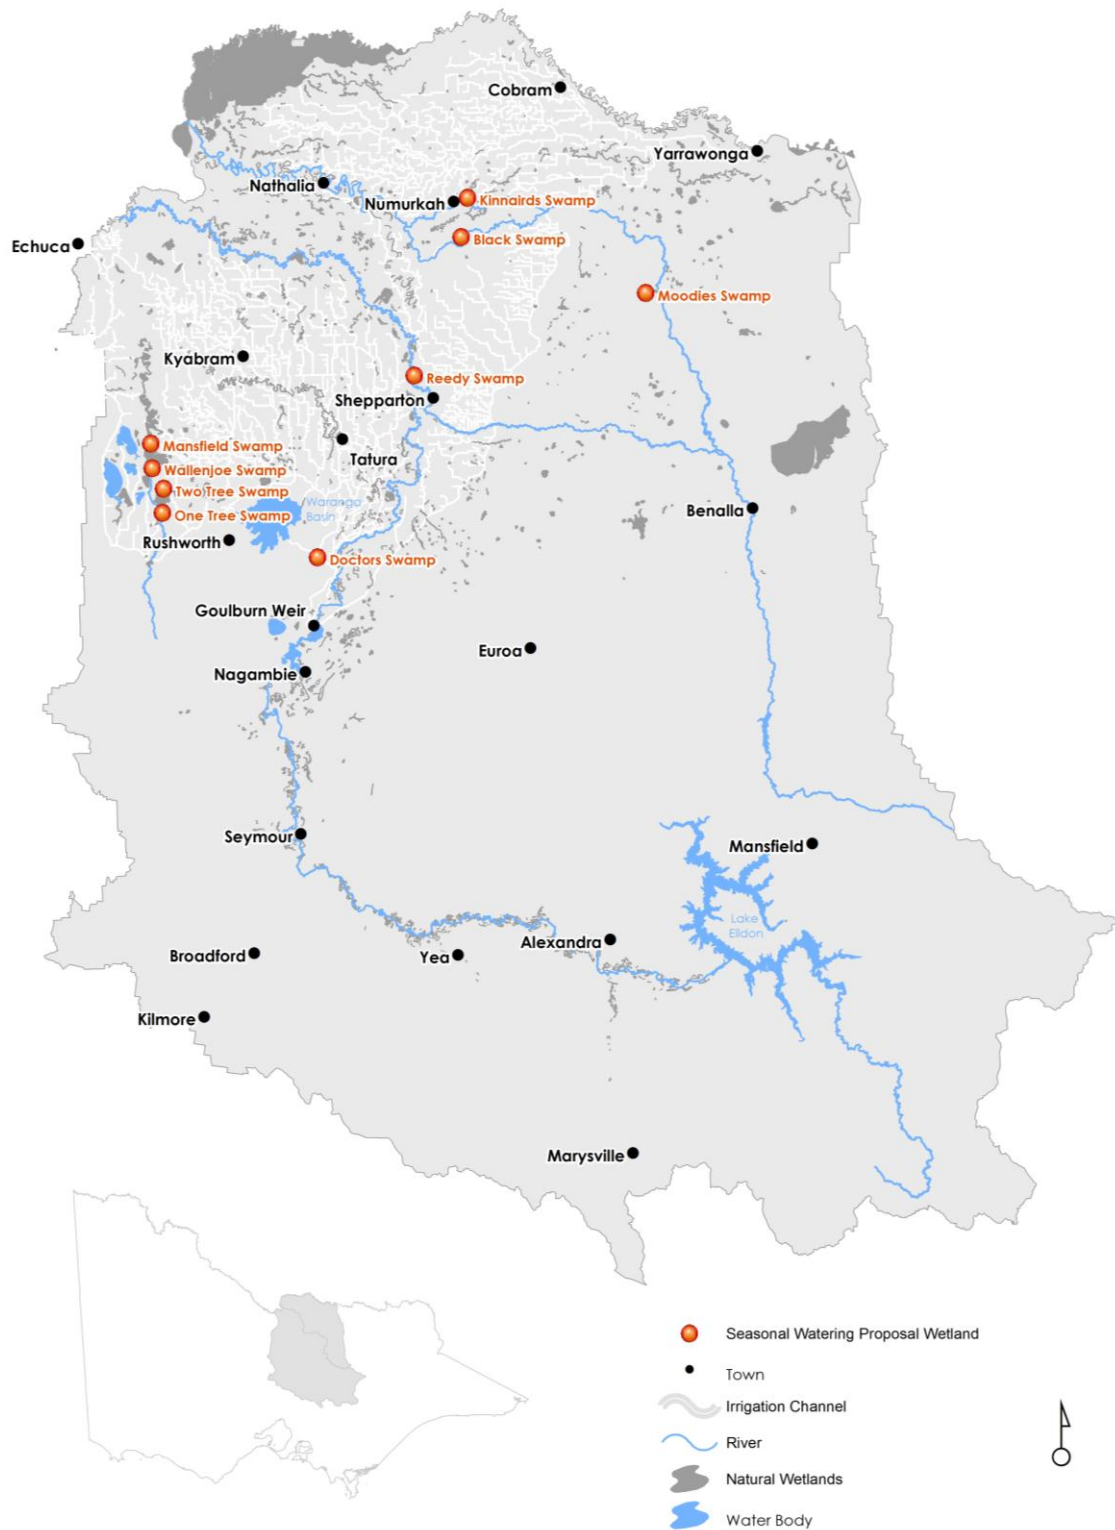 Cobram
Yarrawonga
Nathalia
Numurkah
Kinnairds Swamp
Black Swamp
Echuca
Moodies Swamp
Kyabram
Reedy Swamp
Shepparton
Mansfield Swamp
Tatura
Wallenjoe Swamp
Two Tree Swamp
Waranga
Basin
One Tree Swamp
Benalla
Rushworth
Doctors Swamp
Goulburn Weir
Euroa
Nagambie
Seymour
Mansfield
Lake
Eildon
Alexandra
Broadford
Yea
Kilmore
Marysville
Seasonal Watering Proposal Wetland
Town
Irrigation Channel
River
Natural Wetlands
Water Body